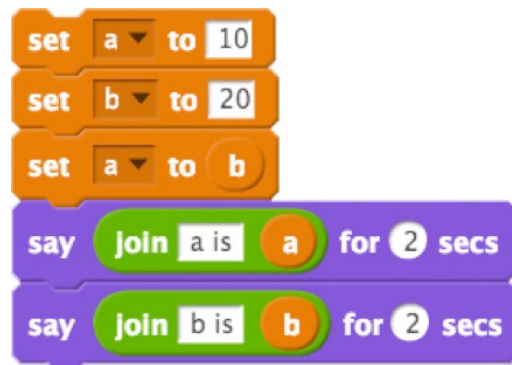 set a to 10
set b to 20
set a to b
say join a is a for 2 secs
say join b is b for 2 secs